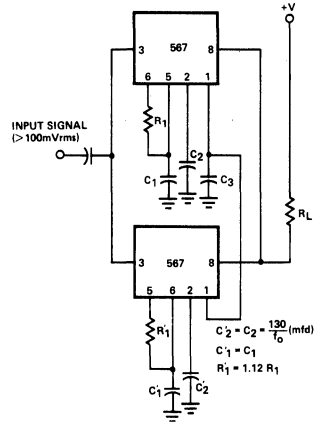 +V
3 567 8
6 5 2 1
R1
INPUT SIGNAL
(> 100mVrms)
C1 C2 C3
RL
3 567 8
5 6 2 1
R'1
C'1 C'2
C'2 = C2 = 130/fo (mfd)
C'1 = C1
R'1 = 1.12 R1